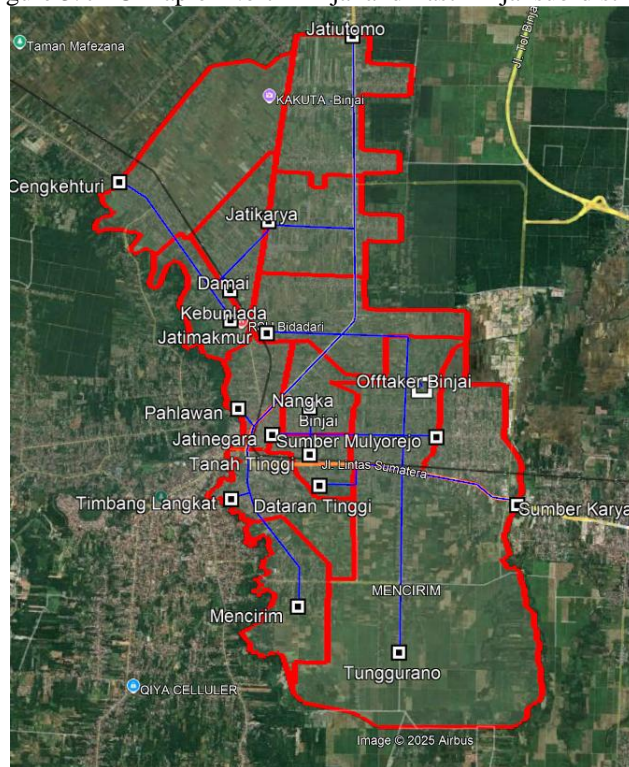 Jatiutomo
Taman Mafezana
Jl. Tol Binjai
KAKUTA -Binjai
Cengkehturi
Jatikarya
Damai
Kebunlada
RSU Bidadari
Jatimakmur
Offtaker Binjai
Nangka
Pahlawan
Binjai
Jatinegara
Sumber Mulyorejo
Tanah Tinggi
Jl. Lintas Sumatera
Timbang Langkat
Dataran Tinggi
Sumber Karya
MENCIRIM
Mencirim
Tunggurano
QIYA CELLULER
Image © 2025 Airbus